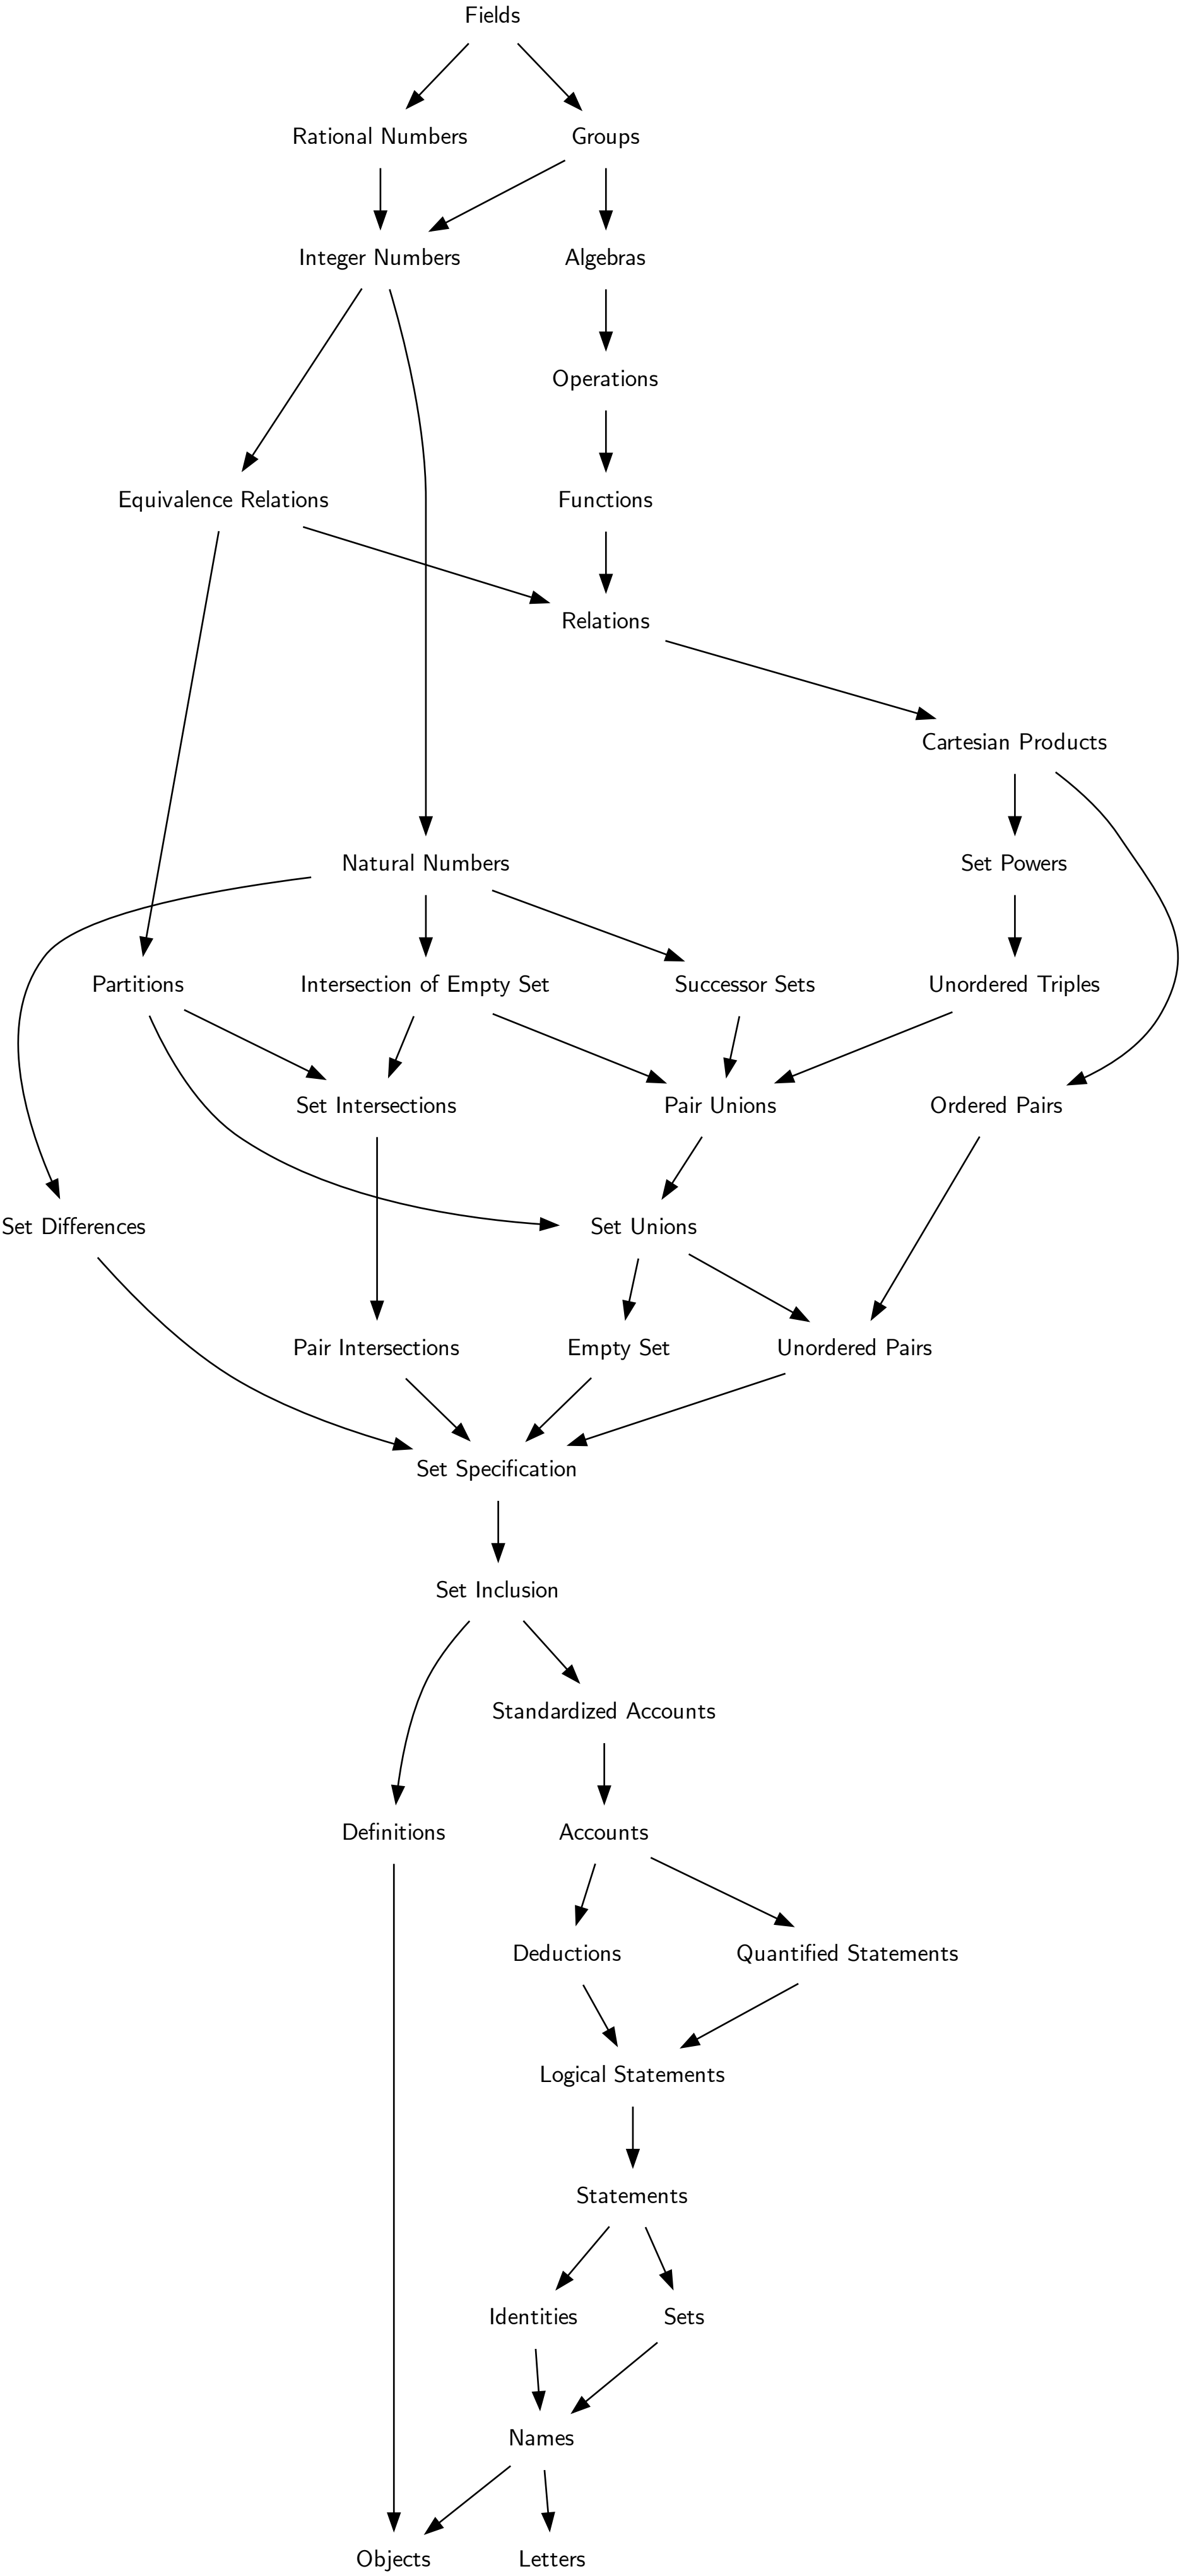 Fields
Rational Numbers
Groups
Integer Numbers
Algebras
Operations
Equivalence Relations
Functions
Relations
Cartesian Products
Natural Numbers
Set Powers
Partitions
Intersection of Empty Set
Successor Sets
Unordered Triples
Set Intersections
Pair Unions
Ordered Pairs
Set Differences
Set Unions
Pair Intersections
Empty Set
Unordered Pairs
Set Specification
Set Inclusion
Standardized Accounts
Definitions
Accounts
Deductions
Quantified Statements
Logical Statements
Statements
Identities
Sets
Names
Objects
Letters